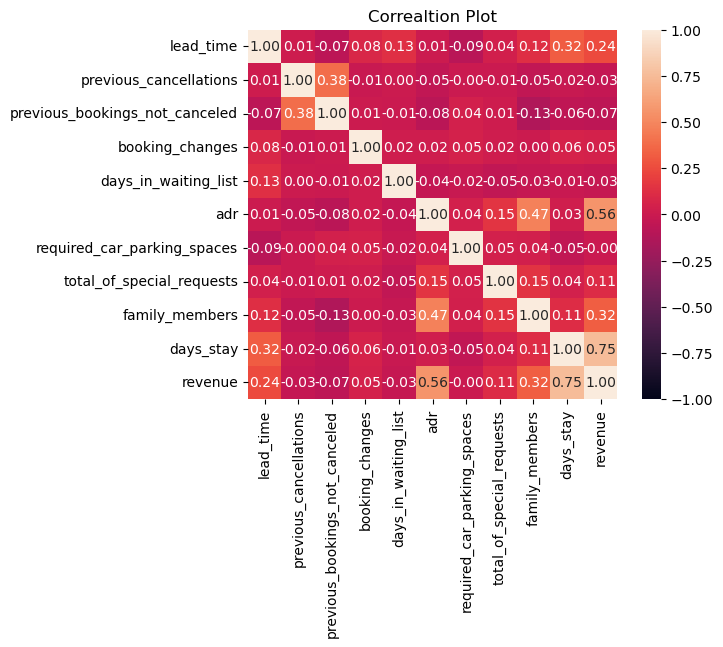 Correaltion Plot
lead_time 1.00 0.01 -0.07 0.08 0.13 0.01 -0.09 0.04 0.12 0.32 0.24
previous_cancellations 0.01 1.00 0.38 -0.01 0.00 -0.05 -0.00 -0.01 -0.05 -0.02 -0.03
previous_bookings_not_canceled -0.07 0.38 1.00 0.01 -0.01 -0.08 0.04 0.01 -0.13 -0.06 -0.07
booking_changes 0.08 -0.01 0.01 1.00 0.02 0.02 0.05 0.02 0.00 0.06 0.05
days_in_waiting_list 0.13 0.00 -0.01 0.02 1.00 -0.04 -0.02 -0.05 -0.03 -0.01 -0.03
adr 0.01 -0.05 -0.08 0.02 -0.04 1.00 0.04 0.15 0.47 0.03 0.56
required_car_parking_spaces -0.09 -0.00 0.04 0.05 -0.02 0.04 1.00 0.05 0.04 -0.05 -0.00
total_of_special_requests 0.04 -0.01 0.01 0.02 -0.05 0.15 0.05 1.00 0.15 0.04 0.11
family_members 0.12 -0.05 -0.13 0.00 -0.03 0.47 0.04 0.15 1.00 0.11 0.32
days_stay 0.32 -0.02 -0.06 0.06 -0.01 0.03 -0.05 0.04 0.11 1.00 0.75
revenue 0.24 -0.03 -0.07 0.05 -0.03 0.56 -0.00 0.11 0.32 0.75 1.00
lead_time
previous_cancellations
previous_bookings_not_canceled
booking_changes
days_in_waiting_list
adr
required_car_parking_spaces
total_of_special_requests
family_members
days_stay
revenue
1.00
0.75
0.50
0.25
0.00
−0.25
−0.50
−0.75
−1.00